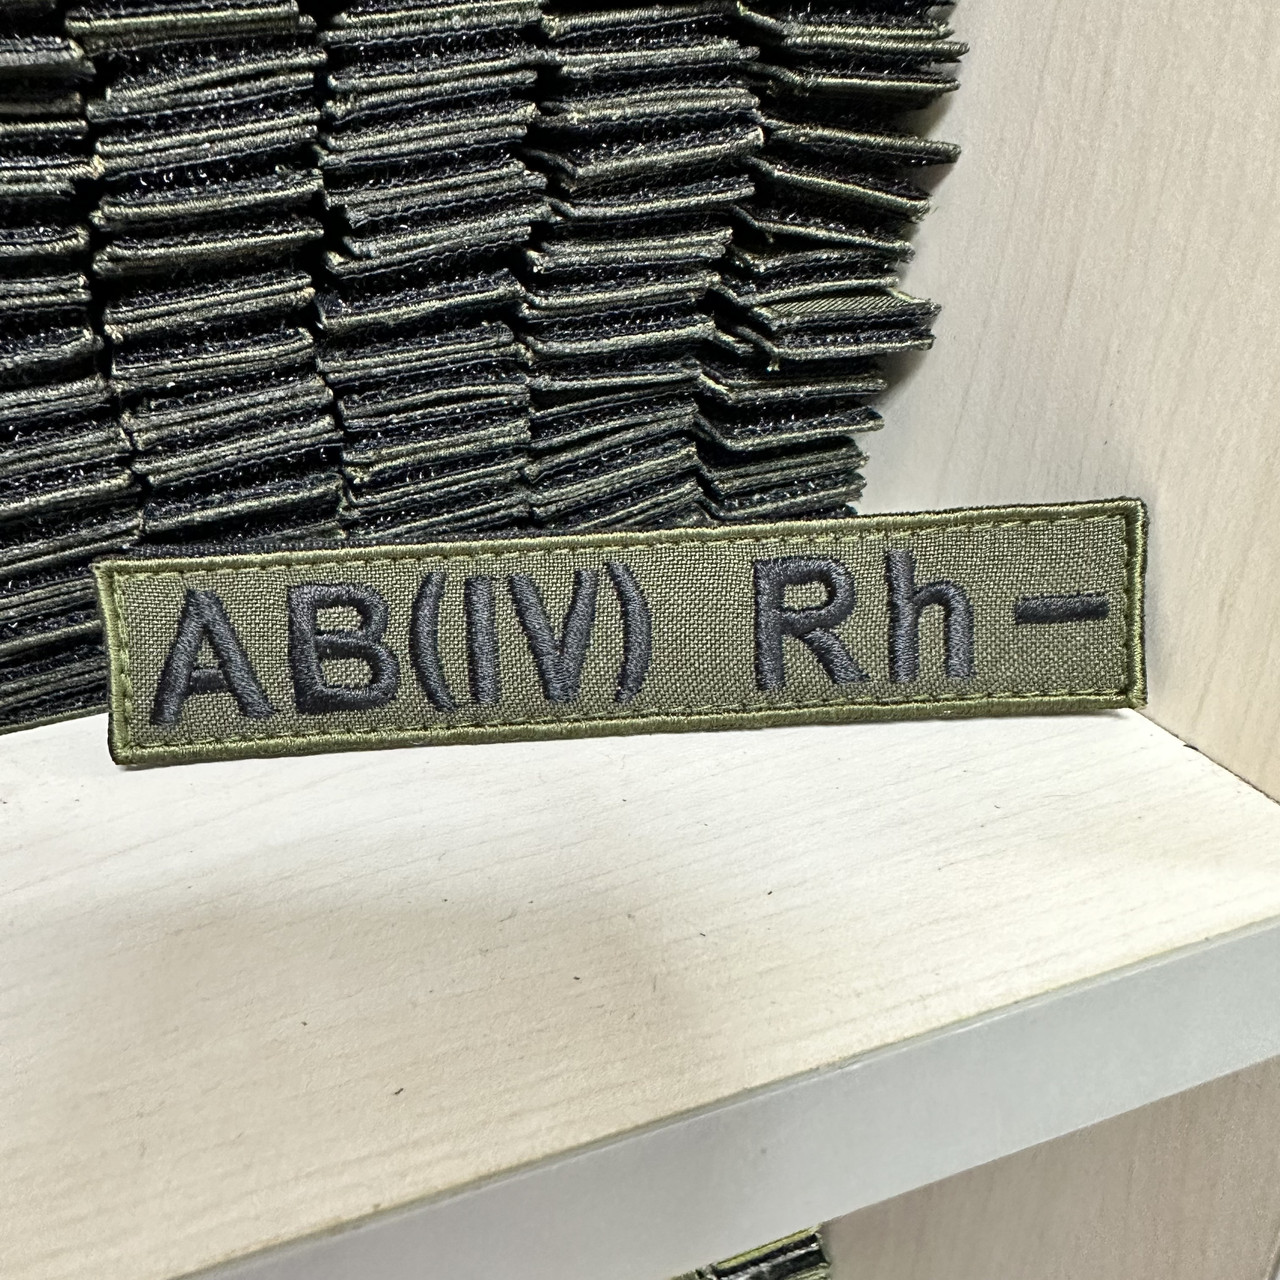 AB(IV) Rh -